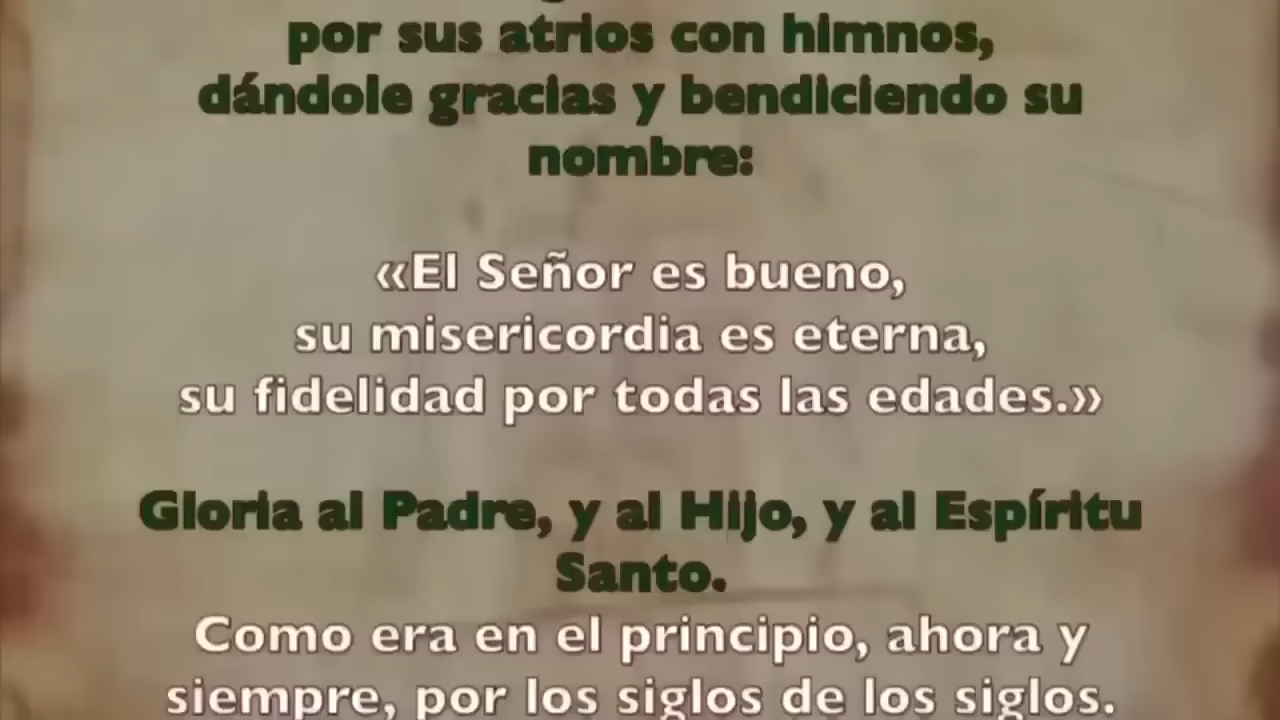 por sus atrios con himnos,
dándole gracias y bendiciendo su
nombre:
«El Señor es bueno,
su misericordia es eterna,
su fidelidad por todas las edades.»
Gloria al Padre, y al Hijo, y al Espíritu
Santo.
Como era en el principio, ahora y
siempre, por los siglos de los siglos.